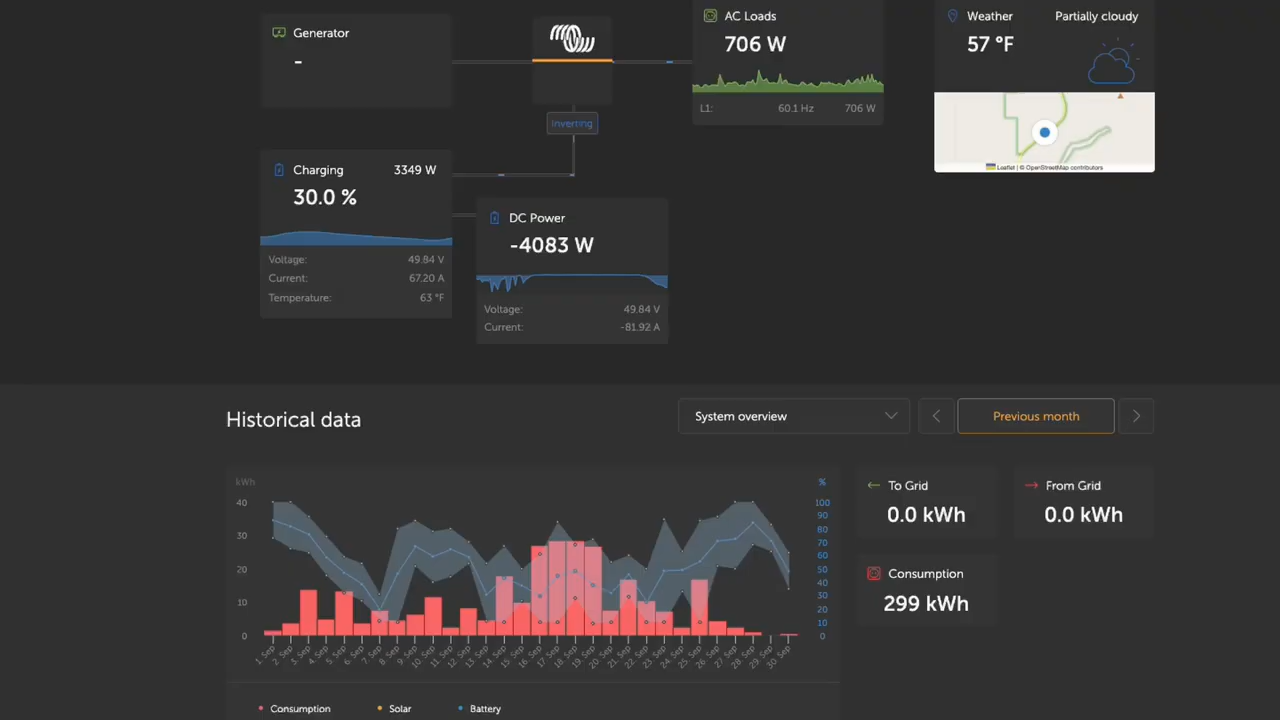 Generator
-
AC Loads
706 W
L1: 60.1 Hz 706 W
Weather Partially cloudy
57 °F
Leaflet | © OpenStreetMap contributors
Inverting
Charging 3349 W
30.0 %
Voltage: 49.84 V
Current: 67.20 A
Temperature: 63 °F
DC Power
-4083 W
Voltage: 49.84 V
Current: -81.92 A
Historical data
System overview
Previous month
kWh %
40
30
20
10
0
100
90
80
70
60
50
40
30
20
10
0
1. Sep
2. Sep
3. Sep
4. Sep
5. Sep
6. Sep
7. Sep
8. Sep
9. Sep
10. Sep
11. Sep
12. Sep
13. Sep
14. Sep
15. Sep
16. Sep
17. Sep
18. Sep
19. Sep
20. Sep
21. Sep
22. Sep
23. Sep
24. Sep
25. Sep
26. Sep
27. Sep
28. Sep
29. Sep
30. Sep
Consumption Solar Battery
To Grid
0.0 kWh
From Grid
0.0 kWh
Consumption
299 kWh